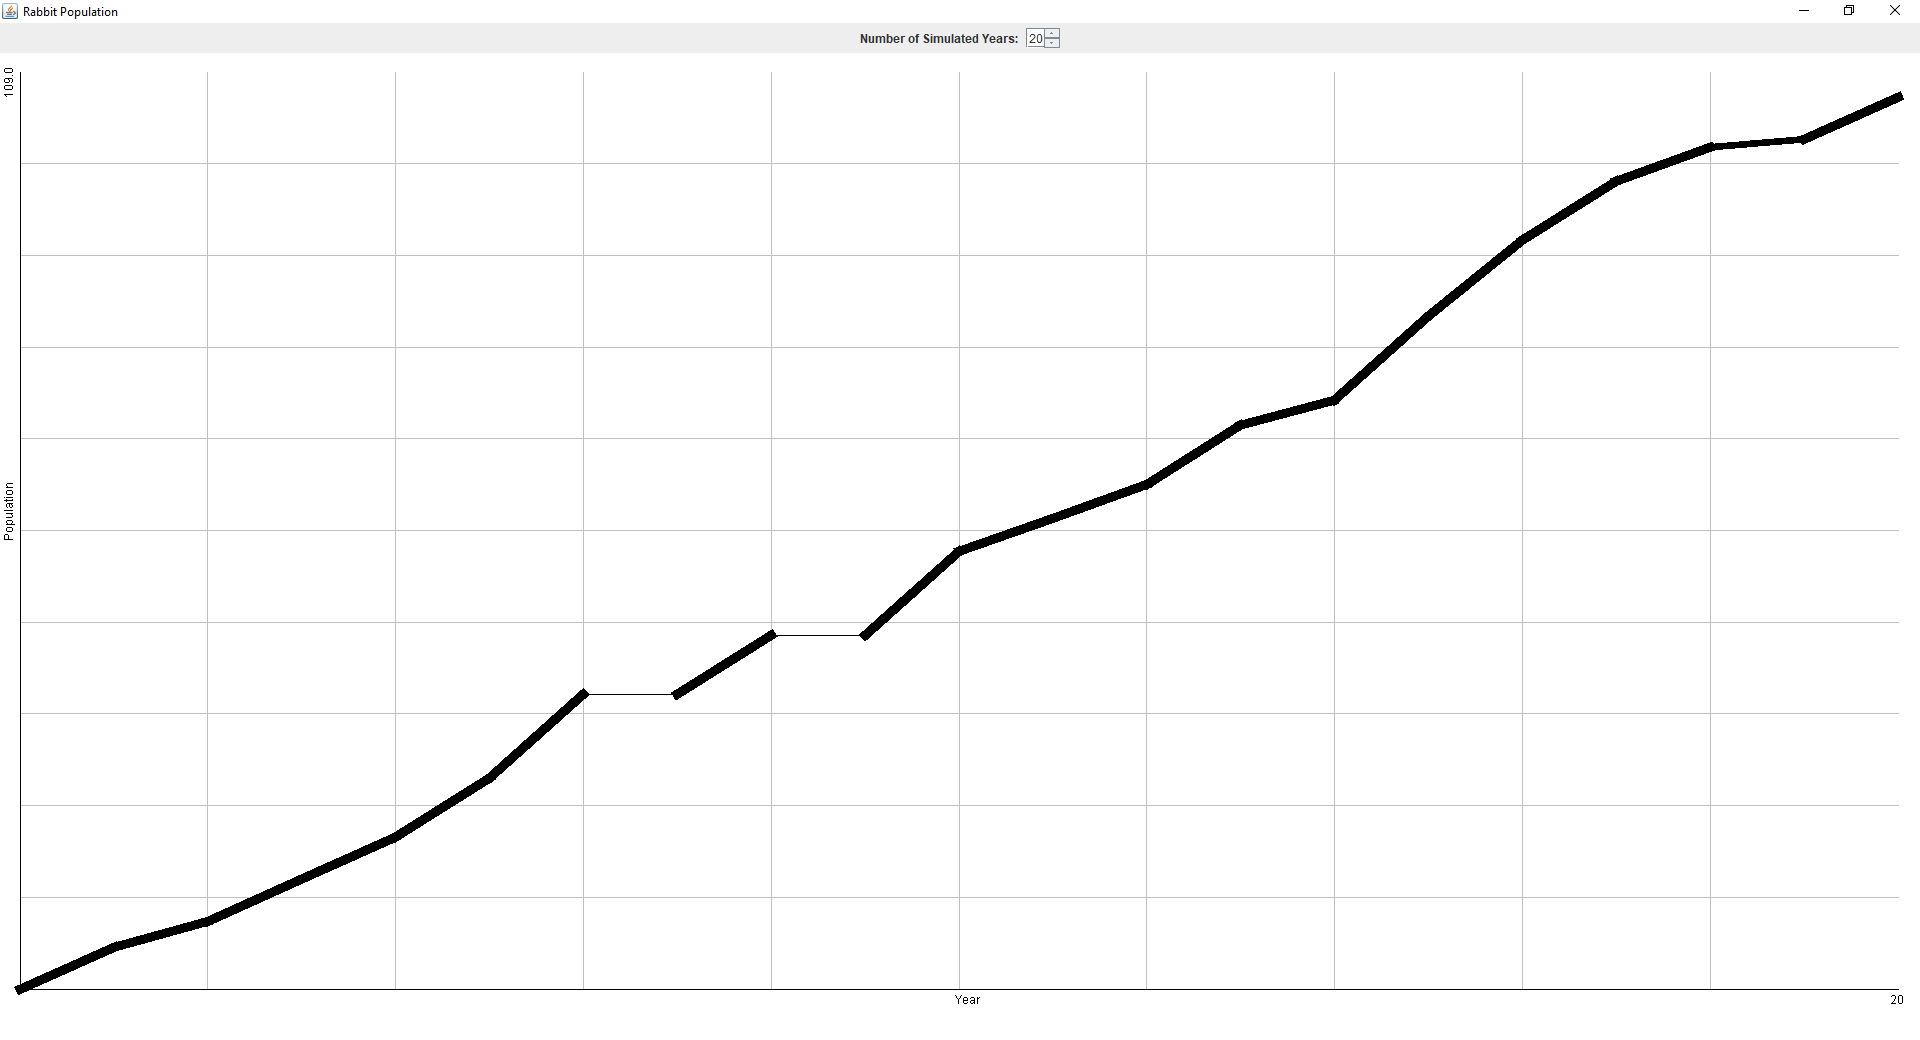 Rabbit Population
Number of Simulated Years: 20
109.0
Population
Year
20